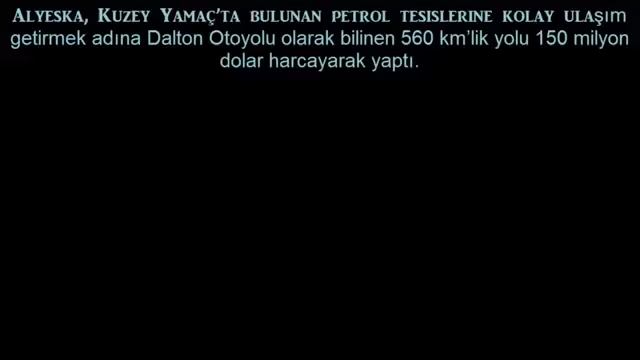 Alyeska, Kuzey Yamaç’ta bulunan petrol tesislerine kolay ulaşım
getirmek adına Dalton Otoyolu olarak bilinen 560 km’lik yolu 150 milyon
dolar harcayarak yaptı.